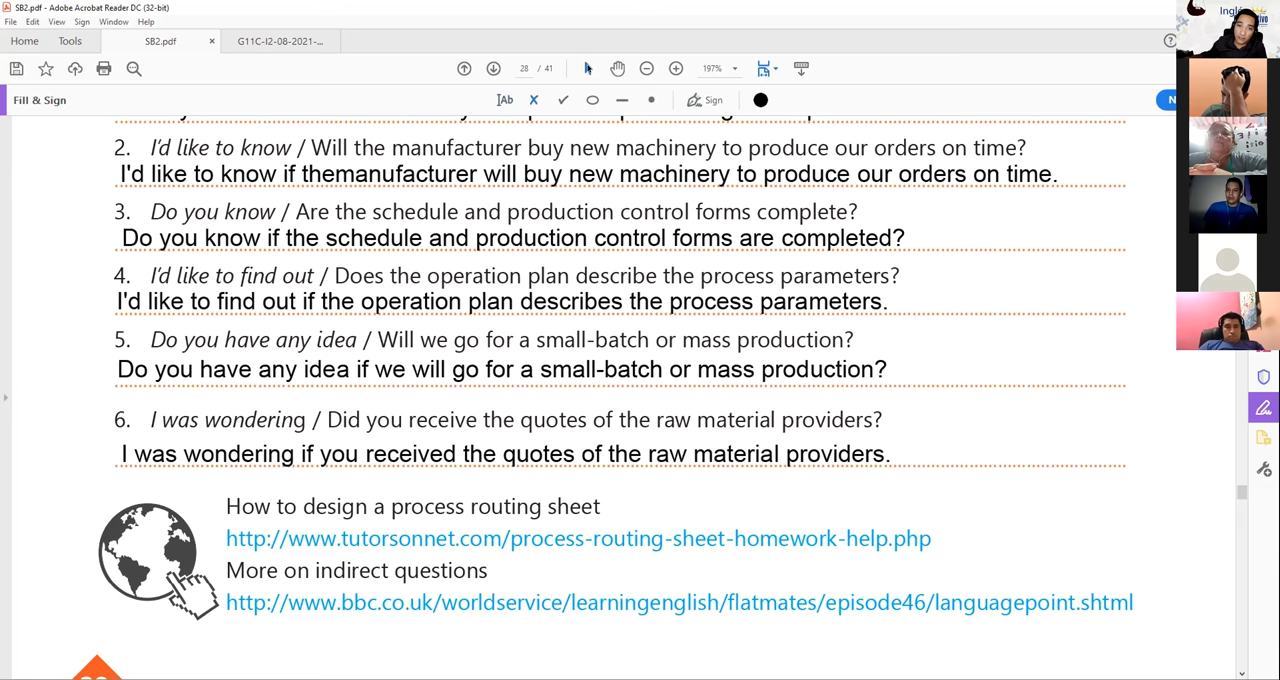 SB2.pdf - Adobe Acrobat Reader DC (32-bit)
File Edit View Sign Window Help
Home Tools SB2.pdf × G11C-I2-08-2021-...
28 / 41 197%
Fill & Sign
Ab Sign
2. I'd like to know / Will the manufacturer buy new machinery to produce our orders on time?
I'd like to know if themanufacturer will buy new machinery to produce our orders on time.
3. Do you know / Are the schedule and production control forms complete?
Do you know if the schedule and production control forms are completed?
4. I'd like to find out / Does the operation plan describe the process parameters?
I'd like to find out if the operation plan describes the process parameters.
5. Do you have any idea / Will we go for a small-batch or mass production?
Do you have any idea if we will go for a small-batch or mass production?
6. I was wondering / Did you receive the quotes of the raw material providers?
I was wondering if you received the quotes of the raw material providers.
How to design a process routing sheet
http://www.tutorsonnet.com/process-routing-sheet-homework-help.php
More on indirect questions
http://www.bbc.co.uk/worldservice/learningenglish/flatmates/episode46/languagepoint.shtml